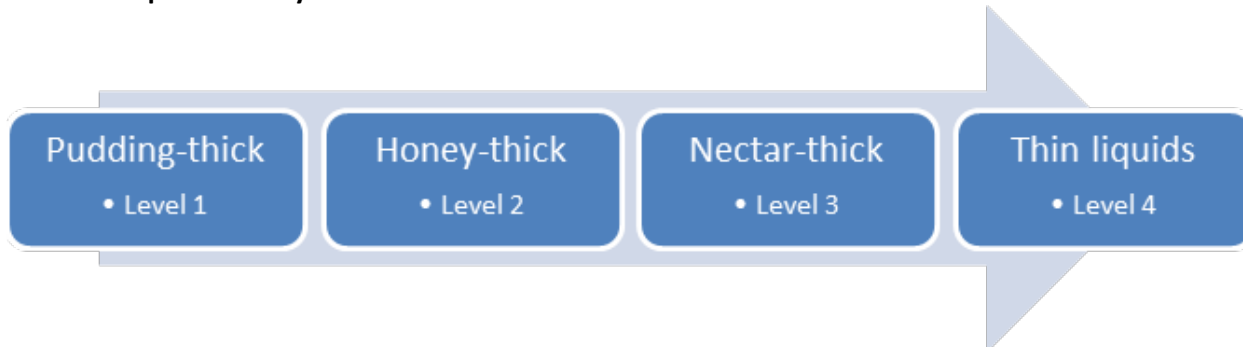 Pudding-thick
• Level 1
Honey-thick
• Level 2
Nectar-thick
• Level 3
Thin liquids
• Level 4